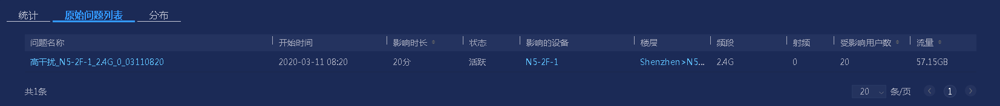 统计 原始问题列表 分布
问题名称 开始时间 影响时长 状态 影响的设备 楼层 频段 射频 受影响用户数 流量
高干扰_N5-2F-1_2.4G_0_03110820 2020-03-11 08:20 20分 活跃 N5-2F-1 Shenzhen>N5... 2.4G 0 20 57.15GB
共1条 20 条/页 1